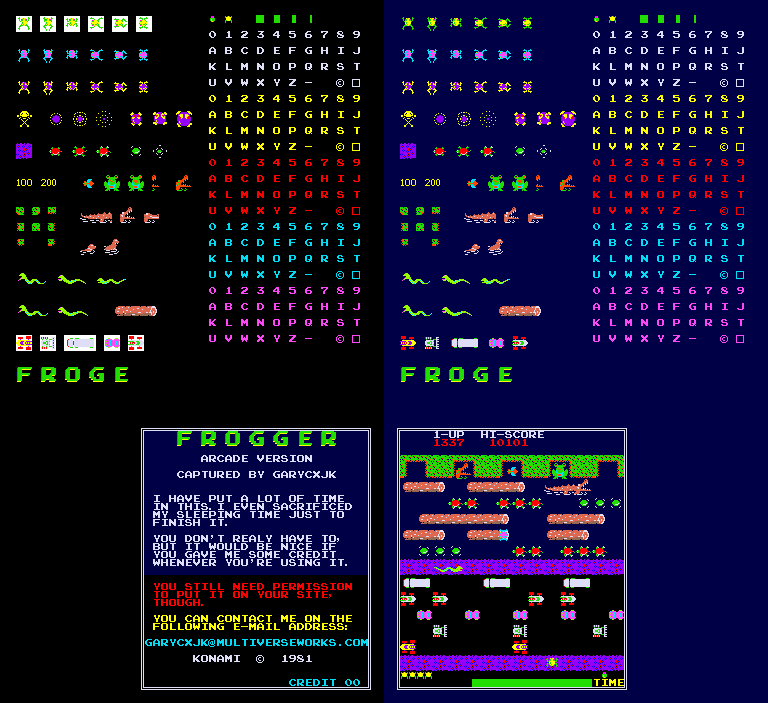 0 1 2 3 4 5 6 7 8 9
A B C D E F G H I J
K L M N O P Q R S T
U V W X Y Z - ©
0 1 2 3 4 5 6 7 8 9
A B C D E F G H I J
K L M N O P Q R S T
U V W X Y Z - ©
0 1 2 3 4 5 6 7 8 9
A B C D E F G H I J
K L M N O P Q R S T
U V W X Y Z - ©
0 1 2 3 4 5 6 7 8 9
A B C D E F G H I J
K L M N O P Q R S T
U V W X Y Z - ©
0 1 2 3 4 5 6 7 8 9
A B C D E F G H I J
K L M N O P Q R S T
U V W X Y Z - ©
100 200
F R O G E
0 1 2 3 4 5 6 7 8 9
A B C D E F G H I J
K L M N O P Q R S T
U V W X Y Z - ©
0 1 2 3 4 5 6 7 8 9
A B C D E F G H I J
K L M N O P Q R S T
U V W X Y Z - ©
0 1 2 3 4 5 6 7 8 9
A B C D E F G H I J
K L M N O P Q R S T
U V W X Y Z - ©
0 1 2 3 4 5 6 7 8 9
A B C D E F G H I J
K L M N O P Q R S T
U V W X Y Z - ©
0 1 2 3 4 5 6 7 8 9
A B C D E F G H I J
K L M N O P Q R S T
U V W X Y Z - ©
100 200
F R O G E
FROGGER
ARCADE VERSION
CAPTURED BY GARYCXJK
I HAVE PUT A LOT OF TIME
IN THIS. I EVEN SACRIFICED
MY SLEEPING TIME JUST TO
FINISH IT.
YOU DON'T REALY HAVE TO,
BUT IT WOULD BE NICE IF
YOU GAVE ME SOME CREDIT
WHENEVER YOU'RE USING IT.
YOU STILL NEED PERMISSION
TO PUT IT ON YOUR SITE,
THOUGH.
YOU CAN CONTACT ME ON THE
FOLLOWING E-MAIL ADDRESS:
GARYCXJK@MULTIVERSEWORKS.COM
KONAMI © 1981
CREDIT 00
1-UP HI-SCORE
1337 10101
TIME